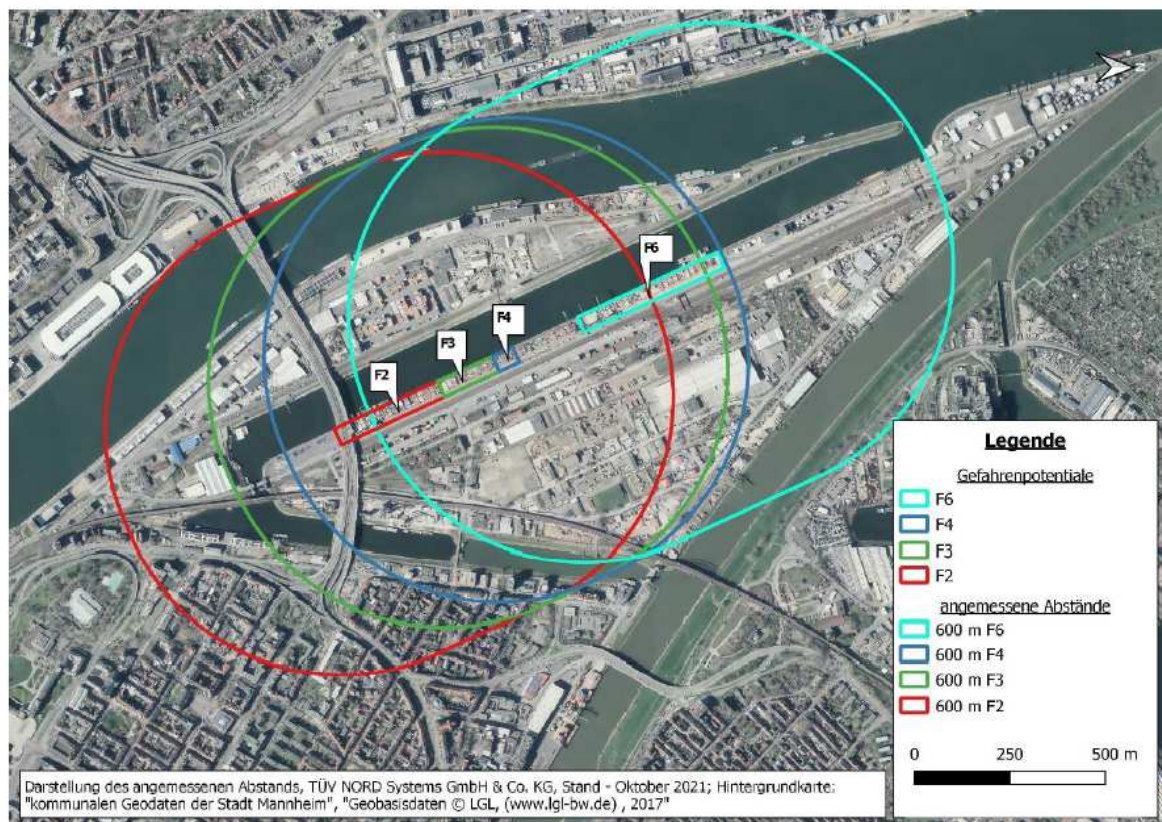 F6
F4
F3
F2
Legende
Gefahrenpotentiale
F6
F4
F3
F2
angemessene Abstände
600 m F6
600 m F4
600 m F3
600 m F2
0 250 500 m
Darstellung des angemessenen Abstands, TÜV NORD Systems GmbH & Co. KG, Stand - Oktober 2021; Hintergrundkarte:
"kommunalen Geodaten der Stadt Mannheim", "Geobasisdaten © LGL, (www.lgl-bw.de) , 2017"